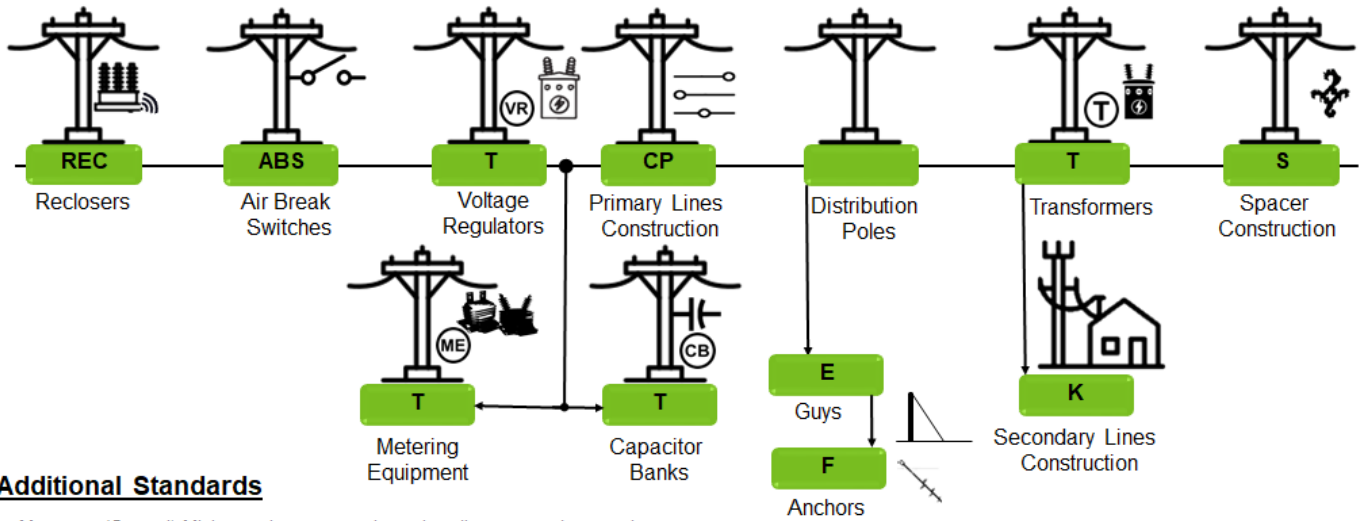 VR
T
REC
ABS
T
CP
T
S
Reclosers
Air Break
Switches
Voltage
Regulators
Primary Lines
Construction
Distribution
Poles
Transformers
Spacer
Construction
ME
CB
T
T
E
K
Metering
Equipment
Capacitor
Banks
Guys
Secondary Lines
Construction
F
Anchors
Additional Standards